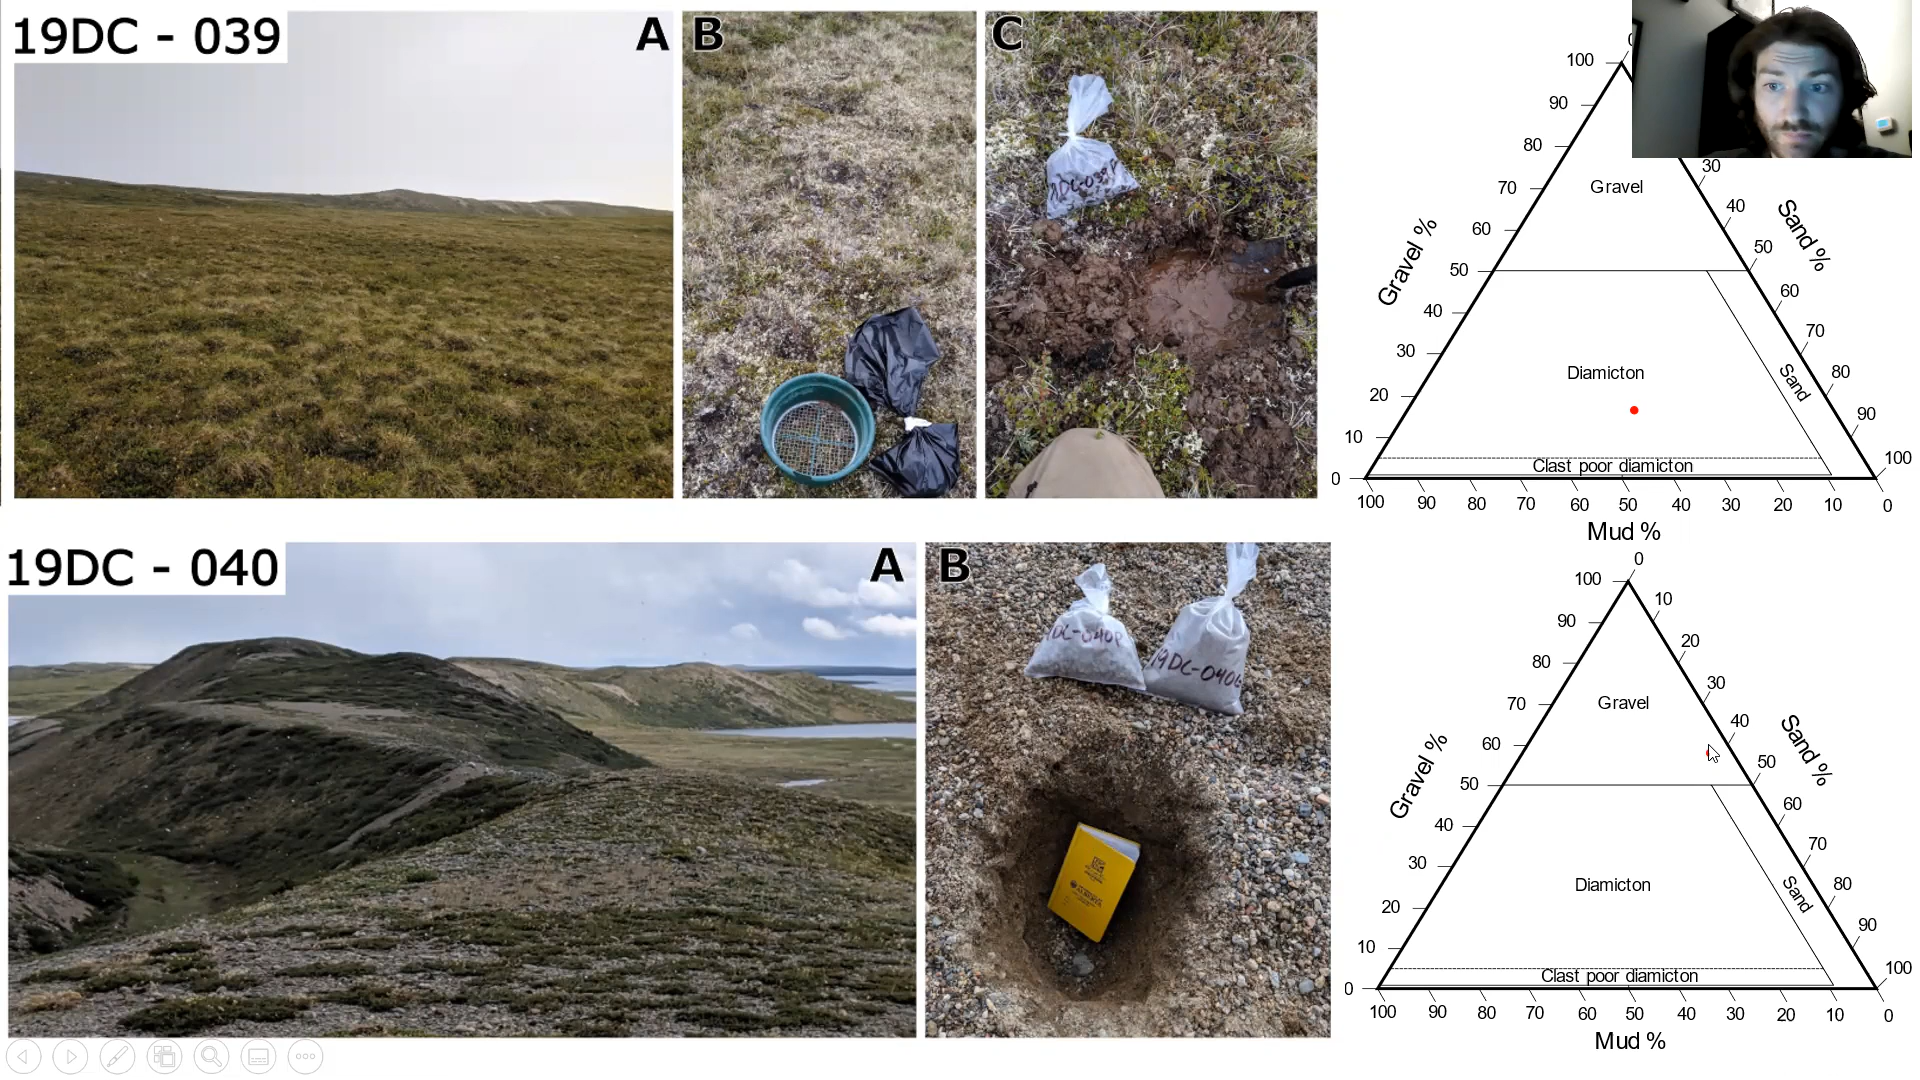 19DC - 039
A
B
C
19DC-039P
100
90
80
70
60
50
40
30
20
10
0
Gravel %
30
40
50
60
70
80
90
100
Sand %
Gravel
Diamicton
Sand
Clast poor diamicton
100 90 80 70 60 50 40 30 20 10 0
Mud %
19DC - 040
A
B
19DC-040P
19DC-040G
100
90
80
70
60
50
40
30
20
10
0
Gravel %
0
10
20
30
40
50
60
70
80
90
100
Sand %
Gravel
Diamicton
Sand
Clast poor diamicton
100 90 80 70 60 50 40 30 20 10 0
Mud %